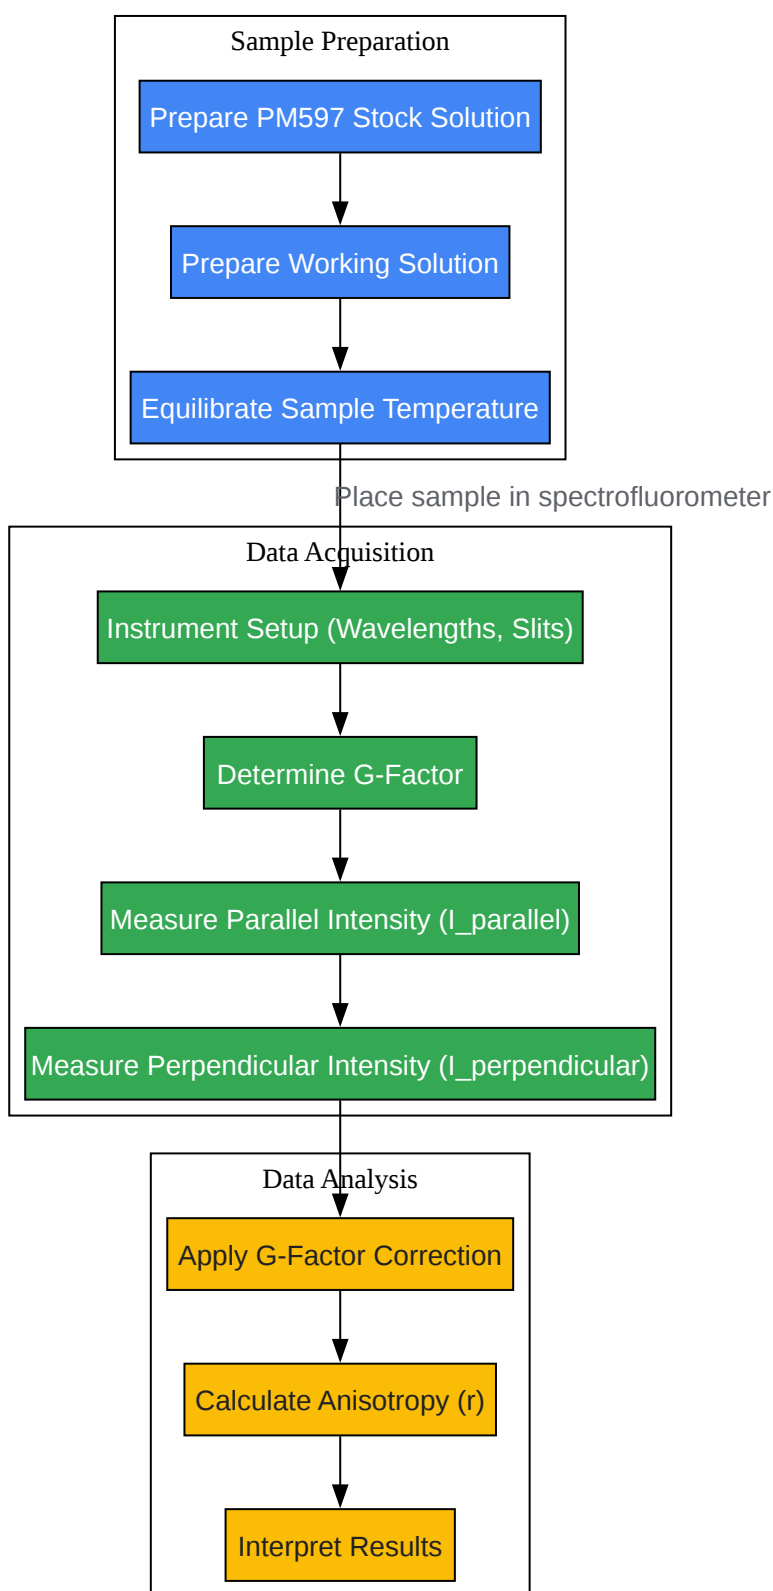 Sample Preparation
Prepare PM597 Stock Solution
Prepare Working Solution
Equilibrate Sample Temperature
Place sample in spectrofluorometer
Data Acquisition
Instrument Setup (Wavelengths, Slits)
Determine G-Factor
Measure Parallel Intensity (I_parallel)
Measure Perpendicular Intensity (I_perpendicular)
Data Analysis
Apply G-Factor Correction
Calculate Anisotropy (r)
Interpret Results